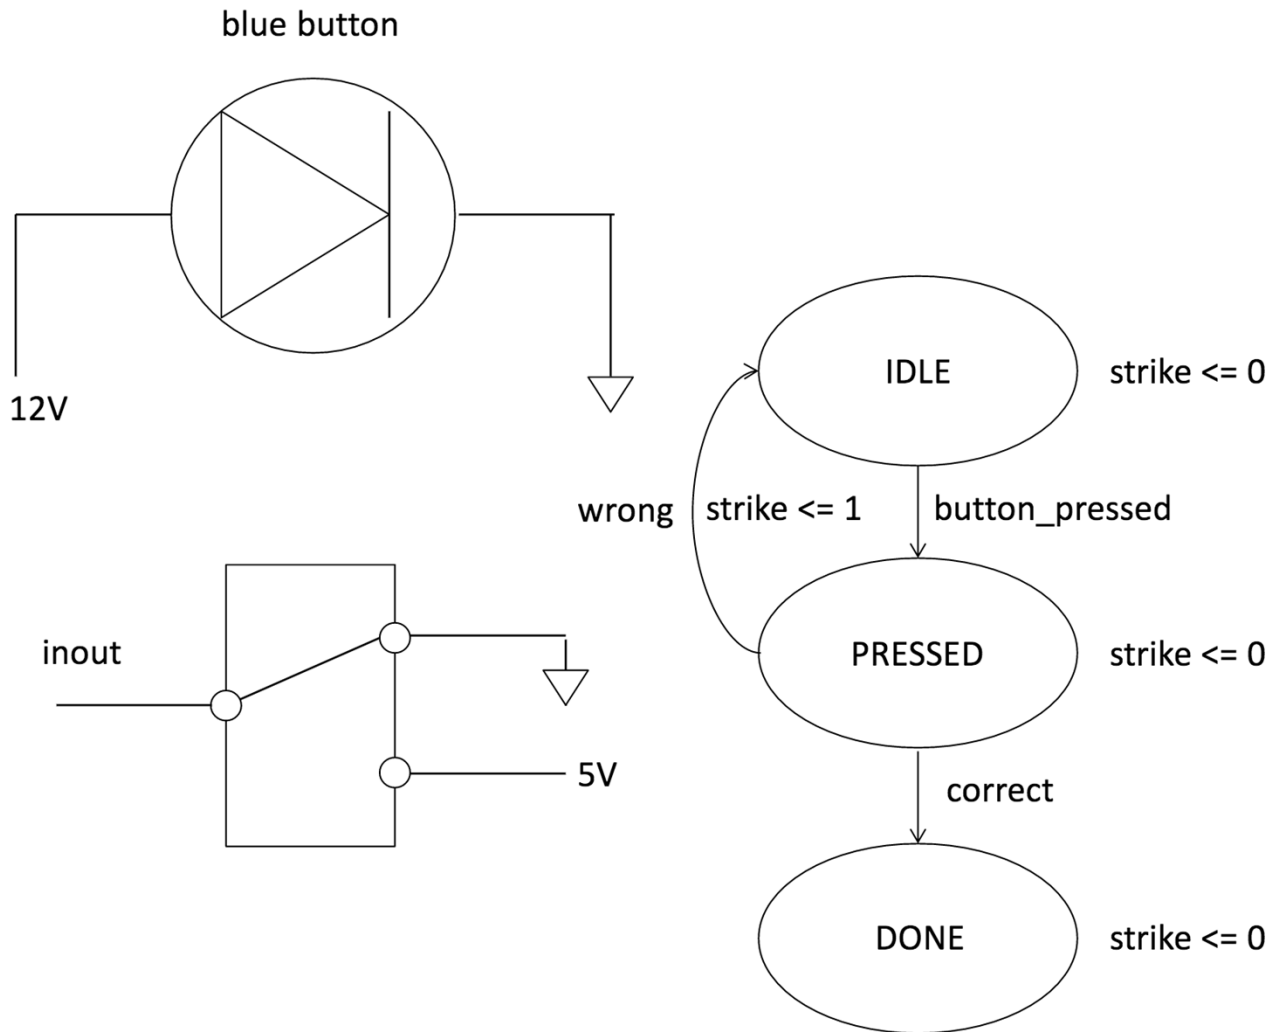 blue button
12V
inout
5V
IDLE
strike <= 0
wrong
strike <= 1
button_pressed
PRESSED
strike <= 0
correct
DONE
strike <= 0